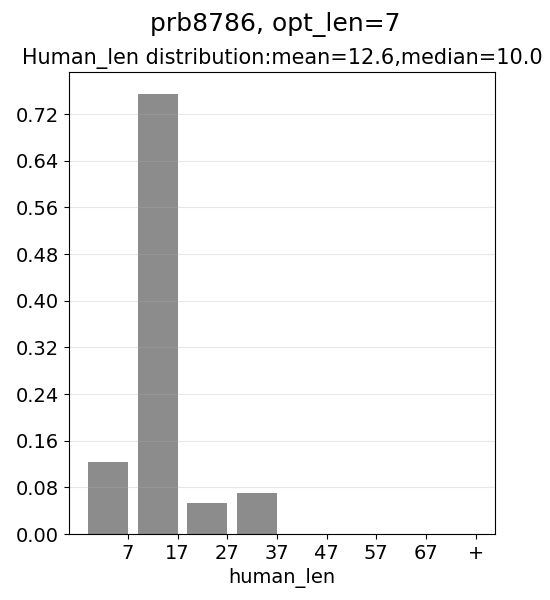 prb8786, opt_len=7
Human_len distribution:mean=12.6,median=10.0
0.72
0.64
0.56
0.48
0.40
0.32
0.24
0.16
0.08
0.00
7 17 27 37 47 57 67 +
human_len